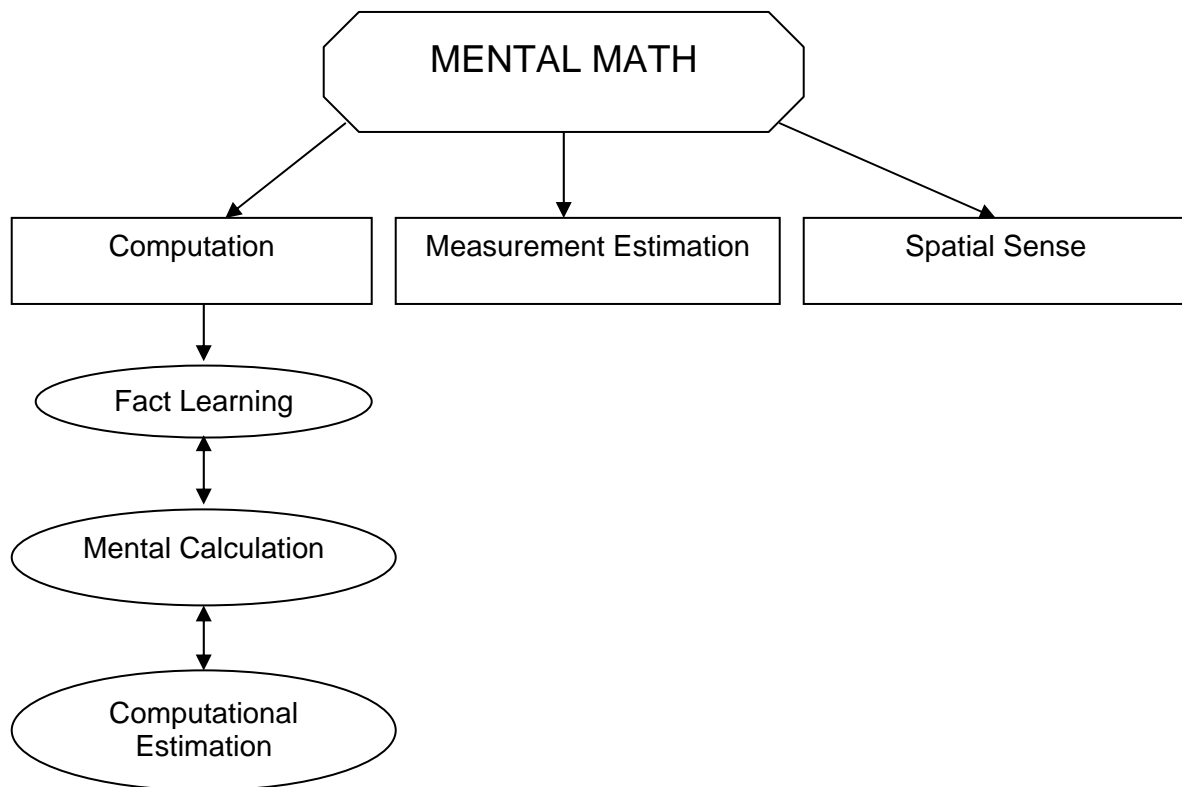 MENTAL MATH
Computation
Measurement Estimation
Spatial Sense
Fact Learning
Mental Calculation
Computational
Estimation